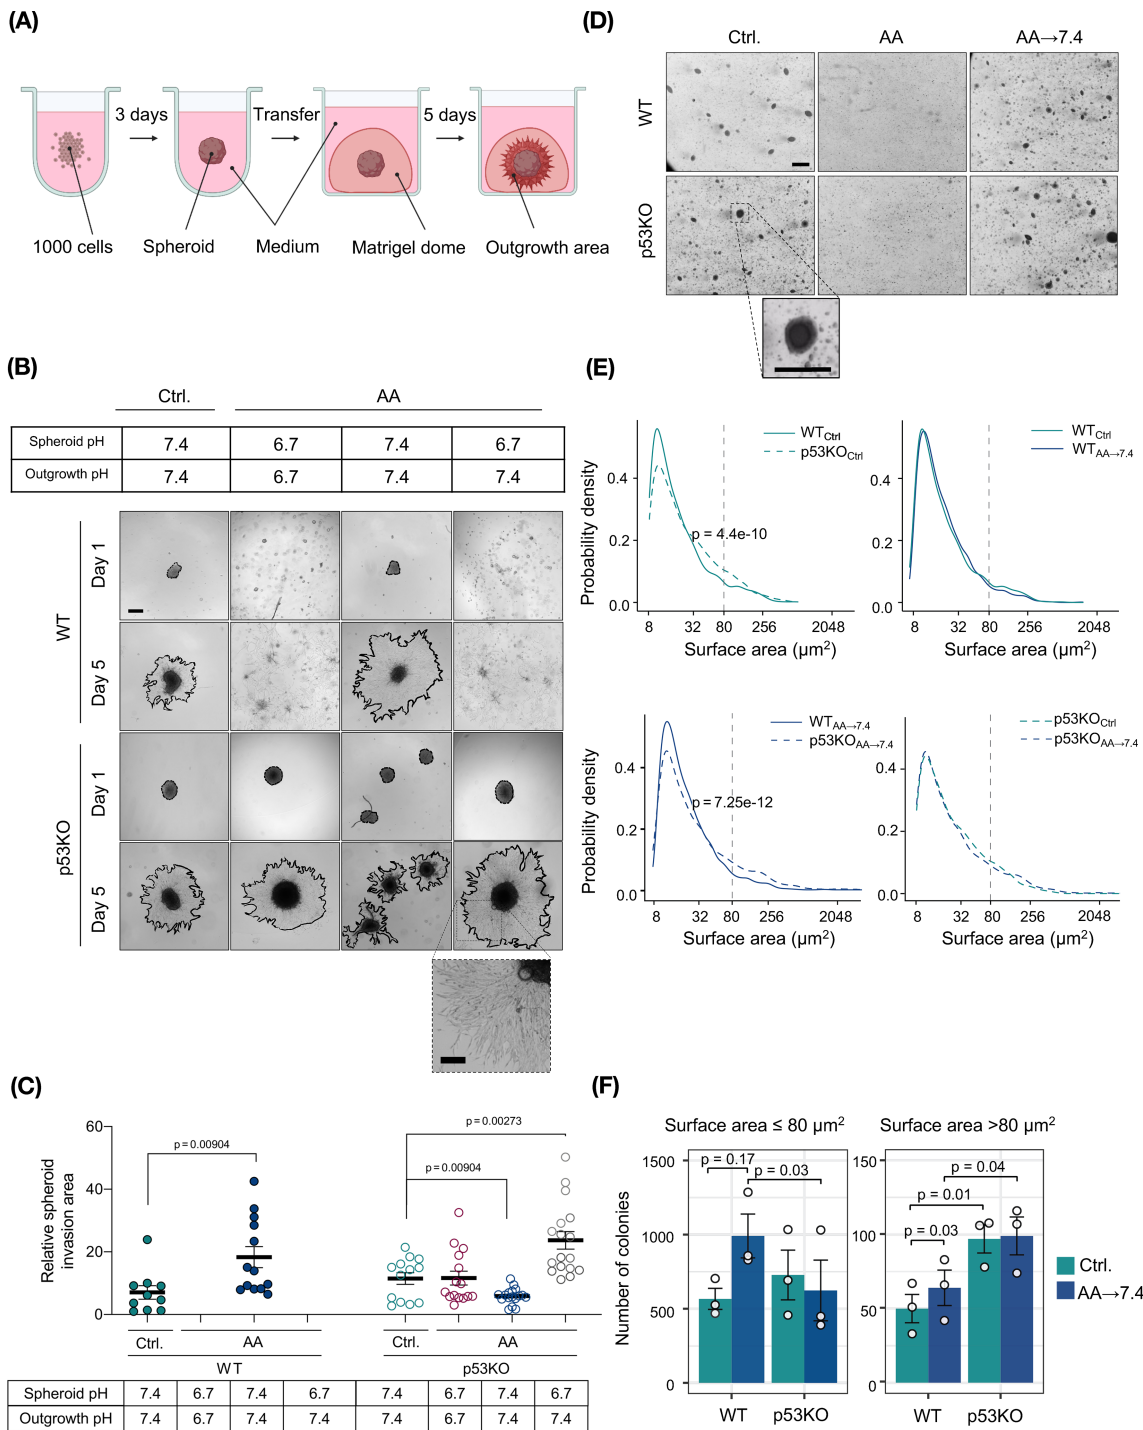 (A)
3 days
Transfer
5 days
1000 cells
Spheroid
Medium
Matrigel dome
Outgrowth area
(B)
Ctrl.
AA
Spheroid pH 7.4 6.7 7.4 6.7
Outgrowth pH 7.4 6.7 7.4 7.4
WT
Day 1
Day 5
p53KO
Day 1
Day 5
(C)
Relative spheroid
invasion area
60
40
20
0
p = 0.00904
p = 0.00273
p = 0.00904
Ctrl.
AA
WT
Ctrl.
AA
p53KO
Spheroid pH 7.4 6.7 7.4 6.7 7.4 6.7 7.4 6.7
Outgrowth pH 7.4 6.7 7.4 7.4 7.4 6.7 7.4 7.4
(D)
Ctrl.
AA
AA→7.4
WT
p53KO
(E)
Probability density
0.4
0.2
0.0
WTCtrl
p53KOCtrl
p = 4.4e-10
8 32 80 256 2048
Surface area (µm2)
0.4
0.2
0.0
WTCtrl
WTAA→7.4
8 32 80 256 2048
Surface area (µm2)
Probability density
0.4
0.2
0.0
WTAA→7.4
p53KOAA→7.4
p = 7.25e-12
8 32 80 256 2048
Surface area (µm2)
0.4
0.2
0.0
p53KOCtrl
p53KOAA→7.4
8 32 80 256 2048
Surface area (µm2)
(F)
Surface area ≤ 80 µm2
Number of colonies
1500
1000
500
0
p = 0.17
p = 0.03
WT
p53KO
Surface area >80 µm2
150
100
50
0
p = 0.04
p = 0.01
p = 0.03
WT
p53KO
Ctrl.
AA→7.4